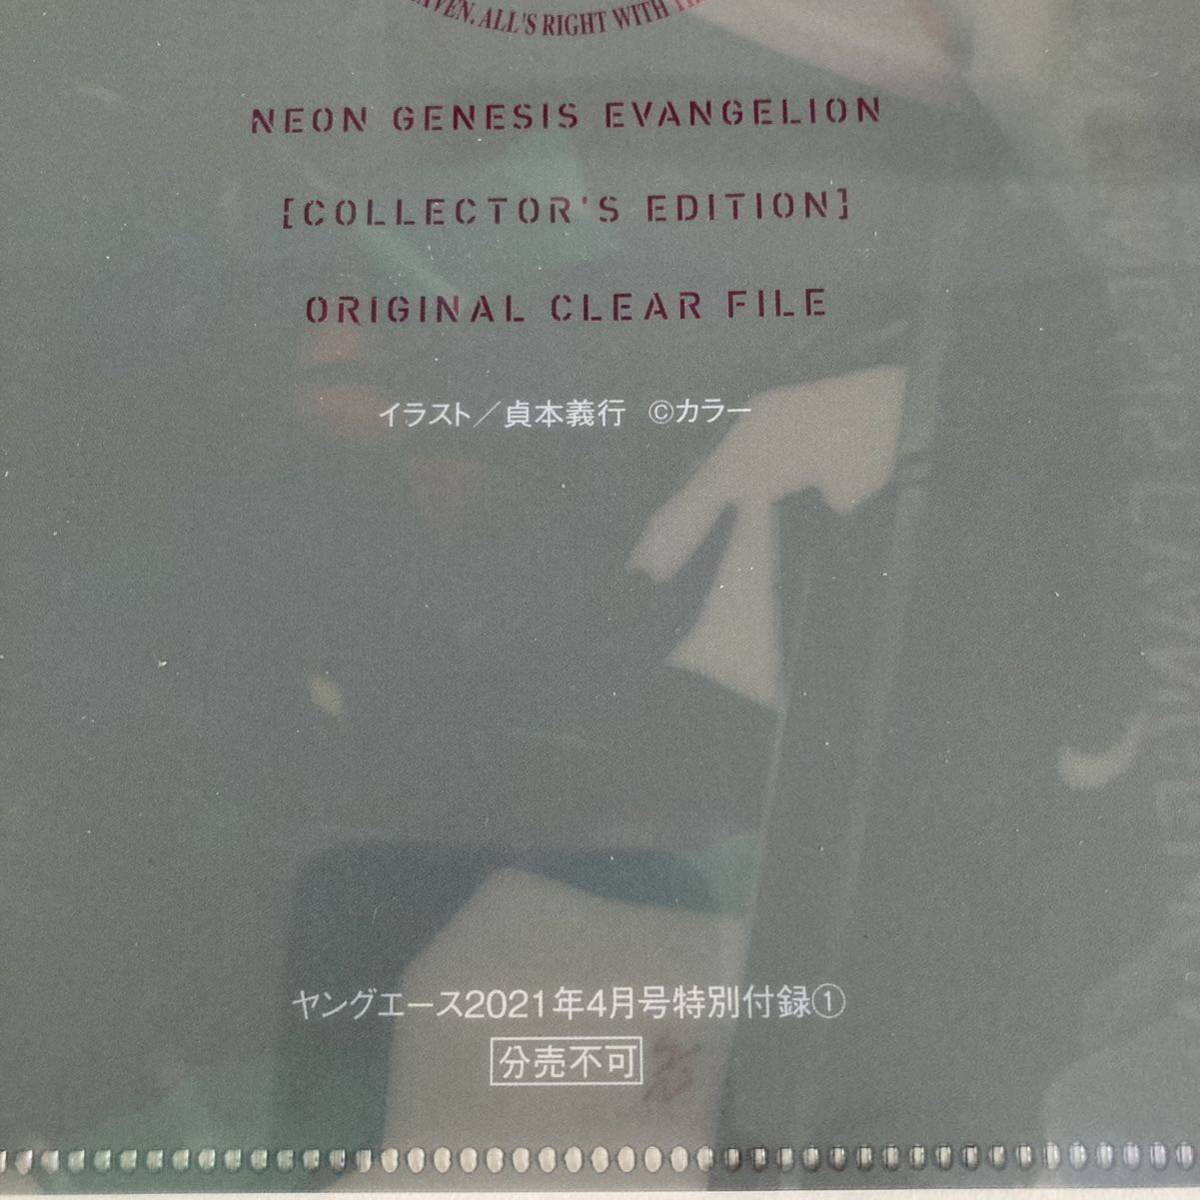 ALL'S RIGHT WITH
NEON GENESIS EVANGELION
[COLLECTOR'S EDITION]
ORIGINAL CLEAR FILE
イラスト／貞本義行 ©カラー
ヤングエース2021年4月号特別付録①
分売不可